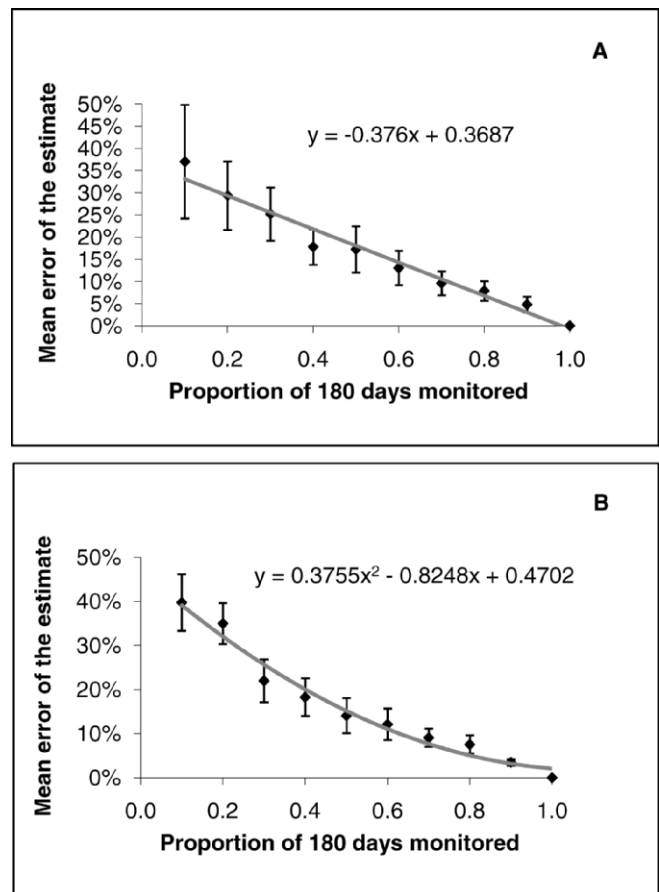 A
50%
45%
40%
35%
30%
25%
20%
15%
10%
5%
0%
Mean error of the estimate
y = -0.376x + 0.3687
0.0 0.2 0.4 0.6 0.8 1.0
Proportion of 180 days monitored
B
50%
40%
30%
20%
10%
0%
Mean error of the estimate
y = 0.3755x² - 0.8248x + 0.4702
0.0 0.2 0.4 0.6 0.8 1.0
Proportion of 180 days monitored